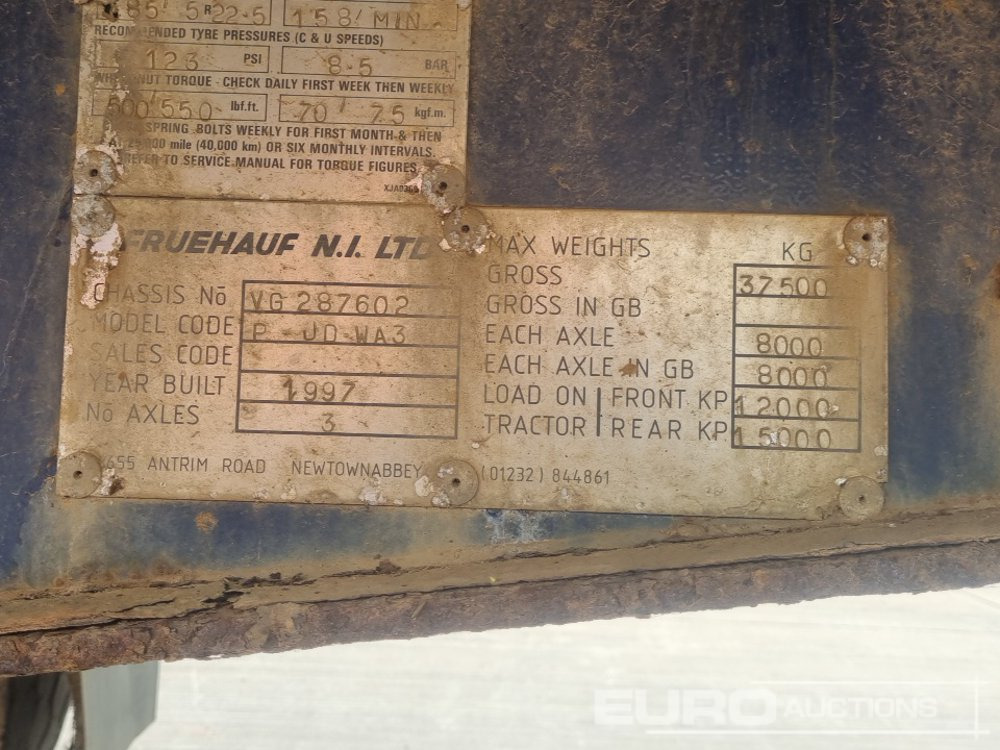 85 5R22.5 158 MIN
RECOMMENDED TYRE PRESSURES (C & U SPEEDS)
123 PSI 8.5 BAR
WHEEL NUT TORQUE - CHECK DAILY FIRST WEEK THEN WEEKLY
500 550 lbf.ft. 70 75 kgf.m.
SPRING BOLTS WEEKLY FOR FIRST MONTH & THEN
mile (40,000 km) OR SIX MONTHLY INTERVALS.
REFER TO SERVICE MANUAL FOR TORQUE FIGURES
FRUEHAUF N.I. LTD
CHASSIS Nō VG 287602
MODEL CODE P JD WA3
SALES CODE
YEAR BUILT 1997
Nō AXLES 3
MAX WEIGHTS KG
GROSS 37500
GROSS IN GB
EACH AXLE 8000
EACH AXLE IN GB 8000
LOAD ON FRONT KP 12000
TRACTOR REAR KP 15000
655 ANTRIM ROAD NEWTOWNABBEY (01232) 844861
EURO AUCTIONS